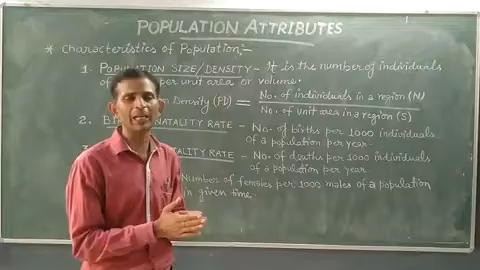 POPULATION ATTRIBUTES
* Characteristics of Population:-
1. POPULATION SIZE/DENSITY - It is the number of individuals
of per unit area or volume.
Density (PD) = No. of individuals in a region (N)
No. of unit area in a region (S)
2. NATALITY RATE - No. of births per 1000 individuals
of a population per year.
TALITY RATE - No. of deaths per 1000 individuals
of a population per year
Number of females per 1000 males of a population
in given time.